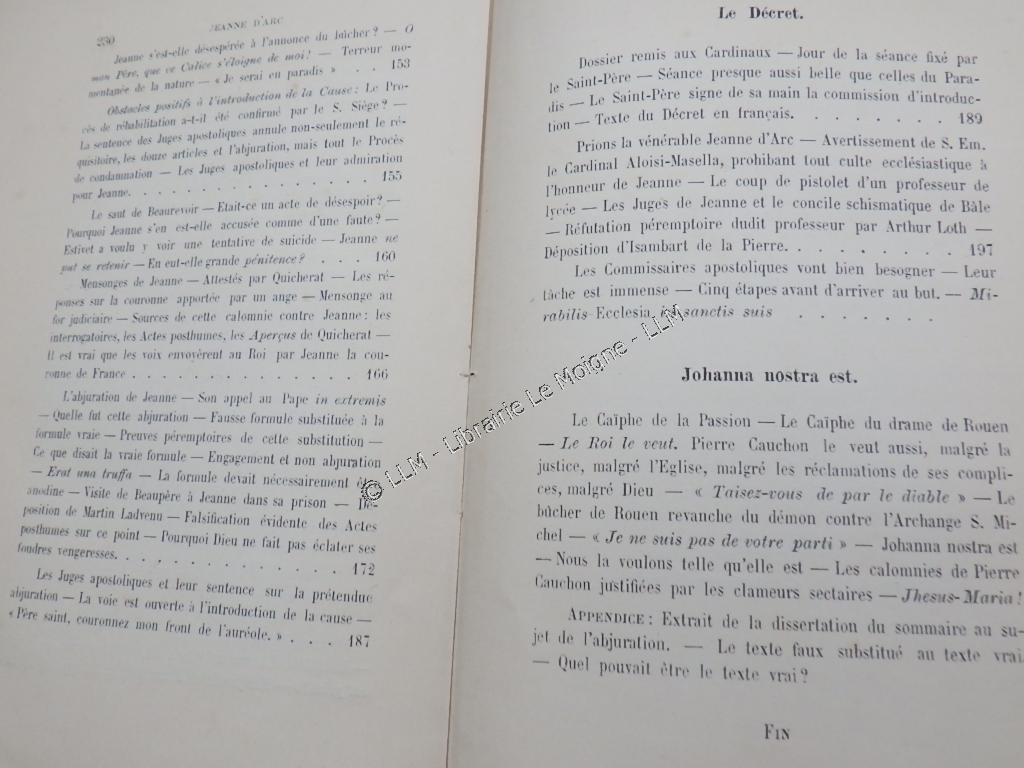 230
JEANNE D'ARC
Jeanne s'est-elle désespérée à l'annonce du bûcher? — O
mon Père, que ce Calice s'éloigne de moi! — Terreur mo-
mentanée de la nature — « Je serai en paradis » . . 153
Obstacles positifs à l'introduction de la Cause: Le Pro-
cès de réhabilitation a-t-il été confirmé par le S. Siège? —
La sentence des Juges apostoliques annule non-seulement le ré-
quisitoire, les douze articles et l'abjuration, mais tout le Procès
de condamnation — Les Juges apostoliques et leur admiration
pour Jeanne. . . . . . . . . . . . . . . . 155
Le saut de Beaurevoir — Etait-ce un acte de désespoir? —
Pourquoi Jeanne s'en est-elle accusée comme d'une faute? —
Estivet a voulu y voir une tentative de suicide — Jeanne ne
put se retenir — En eut-elle grande pénitence? . . . 160
Mensonges de Jeanne — Attestés par Quicherat — Les ré-
ponses sur la couronne apportée par un ange — Mensonge au
for judiciaire — Sources de cette calomnie contre Jeanne: les
interrogatoires, les Actes posthumes, les Aperçus de Quicherat —
Il est vrai que les voix envoyèrent au Roi par Jeanne la cou-
ronne de France . . . . . . . . . . . . . . 166
L'abjuration de Jeanne — Son appel au Pape in extremis
— Quelle fut cette abjuration — Fausse formule substituée à la
formule vraie — Preuves péremptoires de cette substitution —
Ce que disait la vraie formule — Engagement et non abjuration
— Erat una truffa — La formule devait nécessairement être
anodine — Visite de Beaupère à Jeanne dans sa prison — Dé-
position de Martin Ladvenu — Falsification évidente des Actes
posthumes sur ce point — Pourquoi Dieu ne fait pas éclater ses
foudres vengeresses. . . . . . . . . . . . . 172
Les Juges apostoliques et leur sentence sur la prétendue
abjuration — La voie est ouverte à l'introduction de la cause —
« Père saint, couronnez mon front de l'auréole. » . . . 187
Le Décret.
Dossier remis aux Cardinaux — Jour de la séance fixé par
le Saint-Père — Séance presque aussi belle que celles du Para-
dis — Le Saint-Père signe de sa main la commission d'introduc-
tion — Texte du Décret en français. . . . . . . . 189
Prions la vénérable Jeanne d'Arc — Avertissement de S. Em.
le Cardinal Aloisi-Masella, prohibant tout culte ecclésiastique à
l'honneur de Jeanne — Le coup de pistolet d'un professeur de
lycée — Les Juges de Jeanne et le concile schismatique de Bâle
— Réfutation péremptoire dudit professeur par Arthur Loth —
Déposition d'Isambart de la Pierre. . . . . . . . . 197
Les Commissaires apostoliques vont bien besogner — Leur
tâche est immense — Cinq étapes avant d'arriver au but. — Mi-
rabilis Ecclesia in sanctis suis . . . . . . .
Johanna nostra est.
Le Caïphe de la Passion — Le Caïphe du drame de Rouen
— Le Roi le veut. Pierre Cauchon le veut aussi, malgré la
justice, malgré l'Eglise, malgré les réclamations de ses compli-
ces, malgré Dieu — « Taisez-vous de par le diable » — Le
bûcher de Rouen revanche du démon contre l'Archange S. Mi-
chel — « Je ne suis pas de votre parti » — Johanna nostra est
— Nous la voulons telle qu'elle est — Les calomnies de Pierre
Cauchon justifiées par les clameurs sectaires — Jhesus-Maria!
APPENDICE: Extrait de la dissertation du sommaire au su-
jet de l'abjuration. — Le texte faux substitué au texte vrai
— Quel pouvait être le texte vrai?
FIN
© LLM - Librairie Le Moigne - LLM